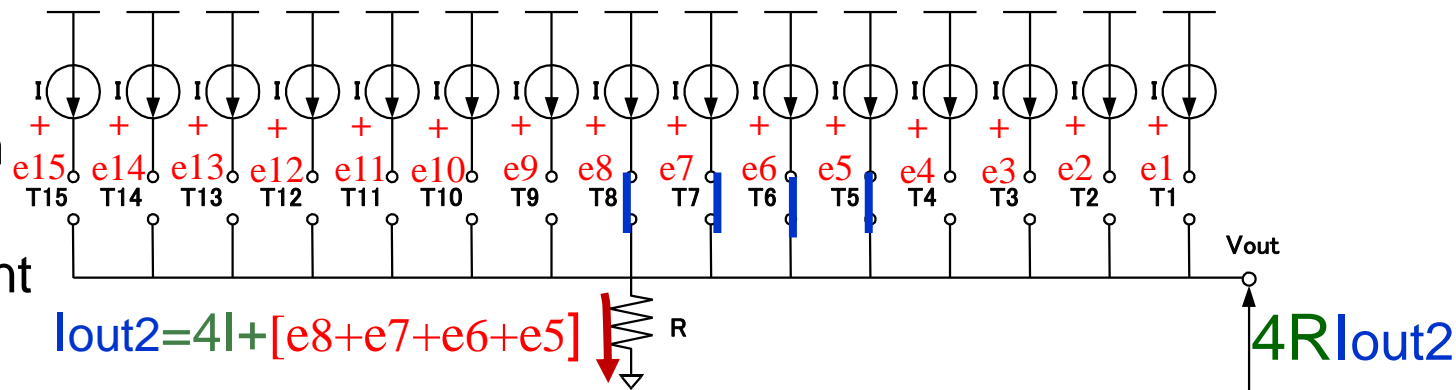 I I I I I I I I I I I I I I I
+ + + + + + + + + + + + + + +
e15 e14 e13 e12 e11 e10 e9 e8 e7 e6 e5 e4 e3 e2 e1
T15 T14 T13 T12 T11 T10 T9 T8 T7 T6 T5 T4 T3 T2 T1
Vout
nt
Iout2=4I+[e8+e7+e6+e5]
R
4RIout2